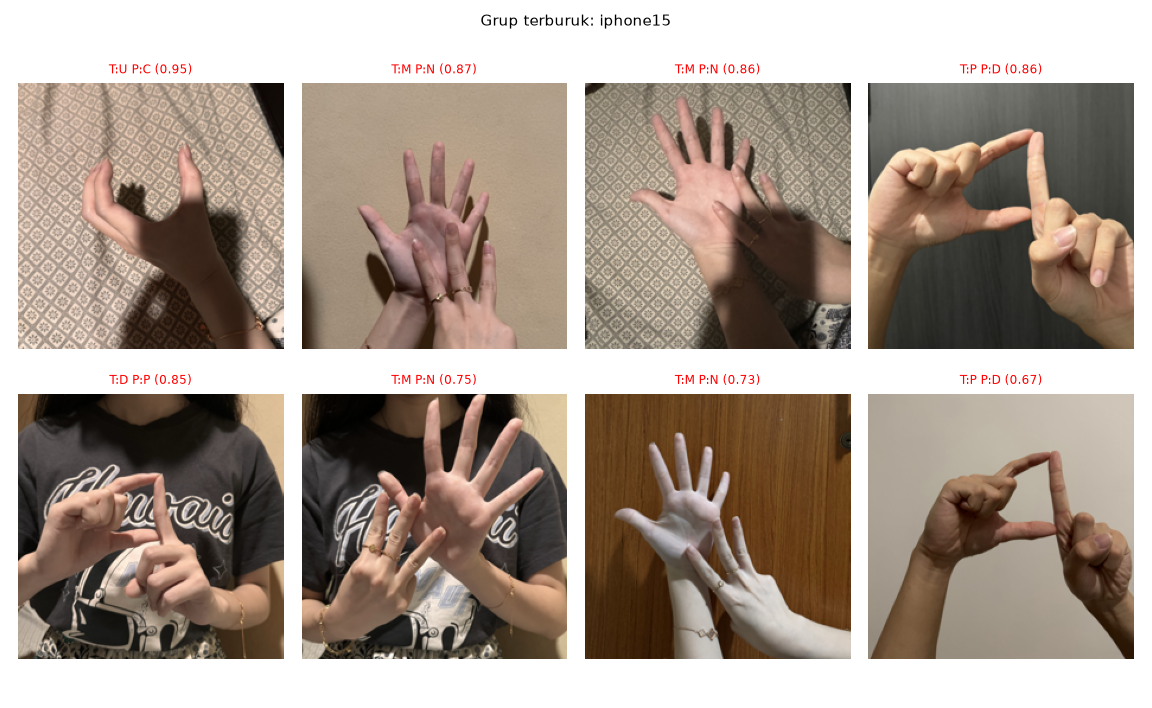 Grup terburuk: iphone15
T:U P:C (0.95)
T:M P:N (0.87)
T:M P:N (0.86)
T:P P:D (0.86)
T:D P:P (0.85)
T:M P:N (0.75)
T:M P:N (0.73)
T:P P:D (0.67)